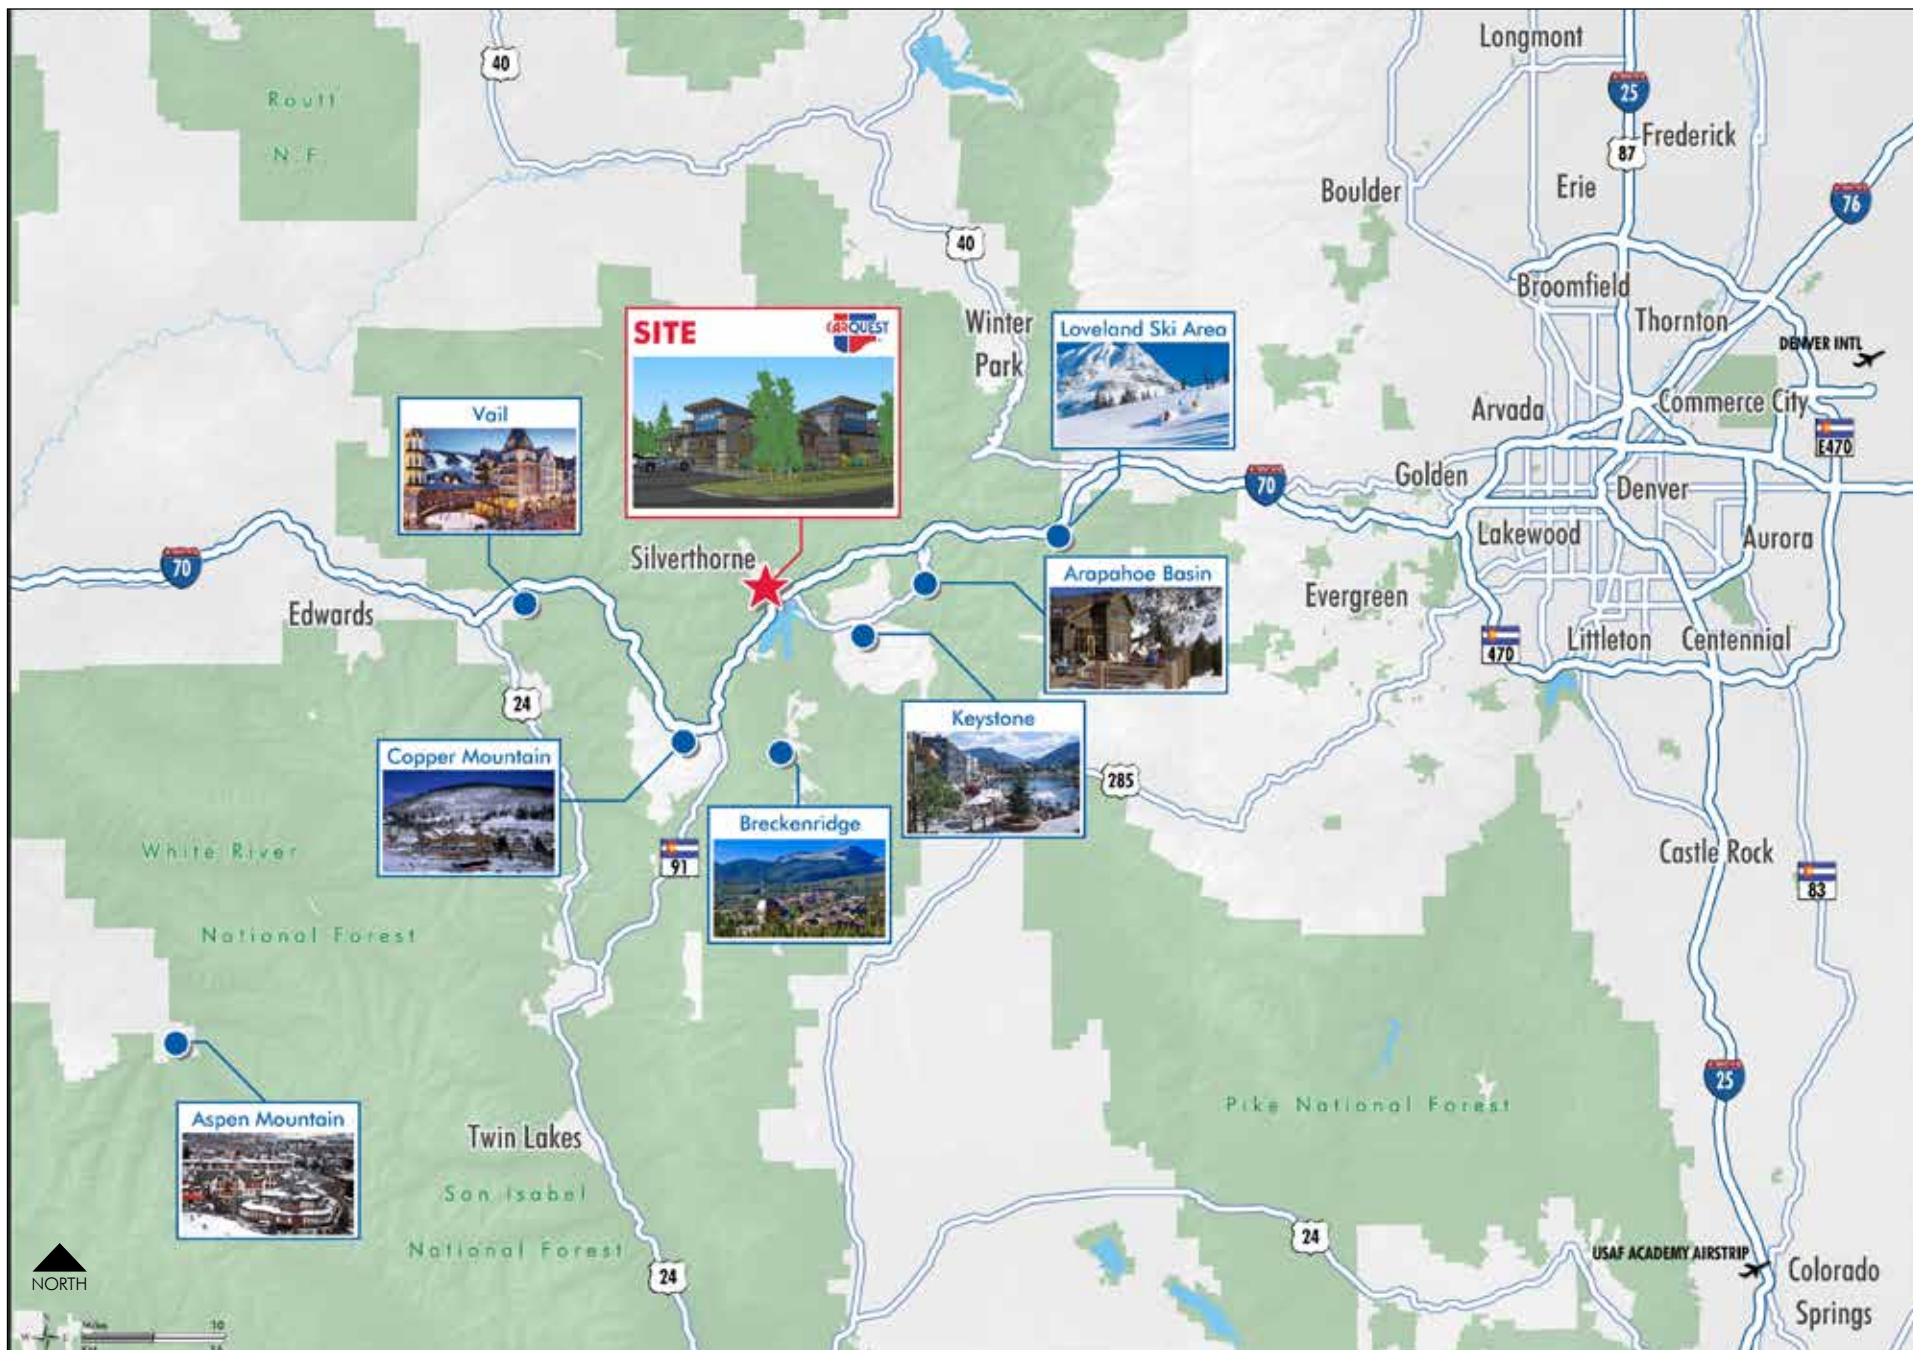 Longmont
40
25
Routt
N.F.
Frederick
87
Boulder
Erie
76
40
Broomfield
SITE
CARQUEST
Winter
Park
Loveland Ski Area
Thornton
DENVER INTL
Vail
Arvada
Commerce City
E470
Golden
70
Denver
Lakewood
Aurora
Silverthorne
70
Arapahoe Basin
Edwards
Evergreen
Littleton
Centennial
470
24
Keystone
Copper Mountain
285
Breckenridge
White River
91
Castle Rock
83
National Forest
25
Pike National Forest
Aspen Mountain
Twin Lakes
San Isabel
National Forest
24
USAF ACADEMY AIRSTRIP
Colorado
Springs
24
NORTH
N
W
E
Miles
10
KM